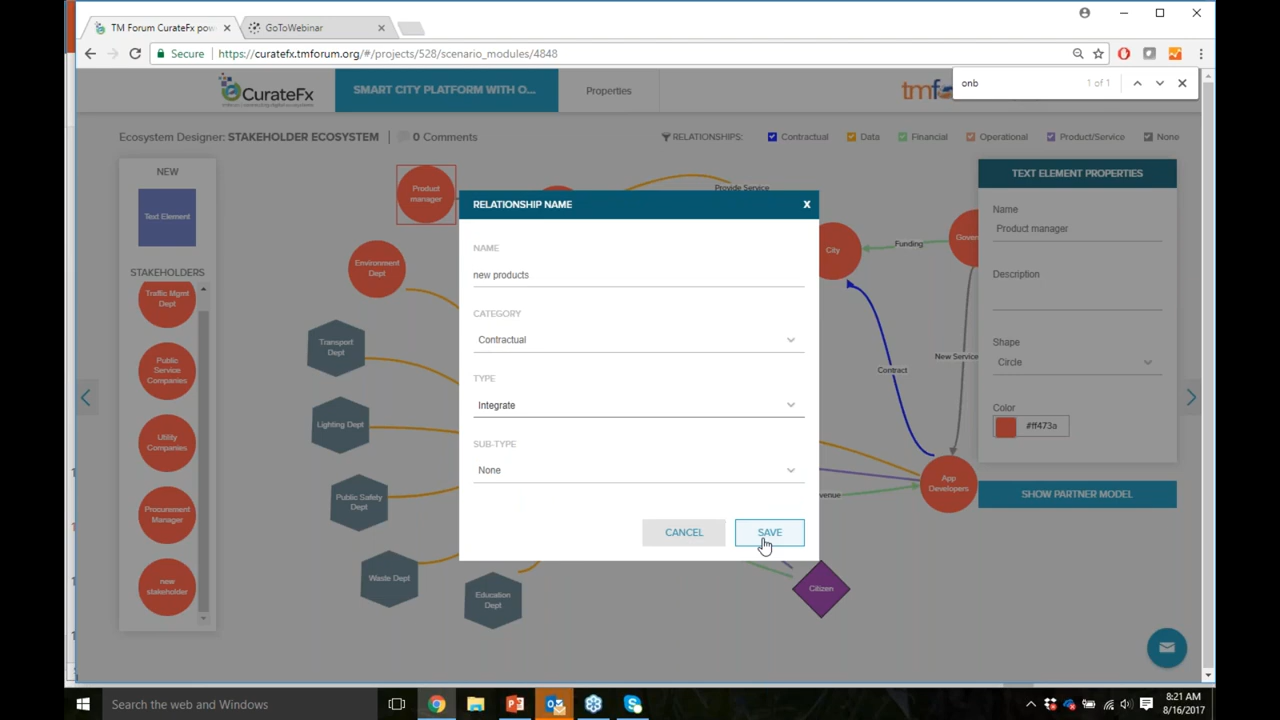 TM Forum CurateFx pow
GoToWebinar
Secure
https://curatefx.tmforum.org/#/projects/528/scenario_modules/4848
onb
1 of 1
CurateFx
SMART CITY PLATFORM WITH O...
Properties
tmf
Ecosystem Designer: STAKEHOLDER ECOSYSTEM
0 Comments
RELATIONSHIPS:
Contractual
Data
Financial
Operational
Product/Service
None
NEW
Text Element
STAKEHOLDERS
Traffic Mgmt
Dept
Public
Service
Companies
Utility
Companies
Procurement
Manager
new
stakeholder
Product
manager
Environment
Dept
Transport
Dept
Lighting Dept
Public Safety
Dept
Waste Dept
Education
Dept
Provide Service
RELATIONSHIP NAME
X
NAME
new products
CATEGORY
Contractual
TYPE
Integrate
SUB-TYPE
None
CANCEL
SAVE
City
Funding
Govern
Contract
New Service
App
Developers
venue
Citizen
TEXT ELEMENT PROPERTIES
Name
Product manager
Description
Shape
Circle
Color
#ff473a
SHOW PARTNER MODEL
Search the web and Windows
8:21 AM
8/16/2017